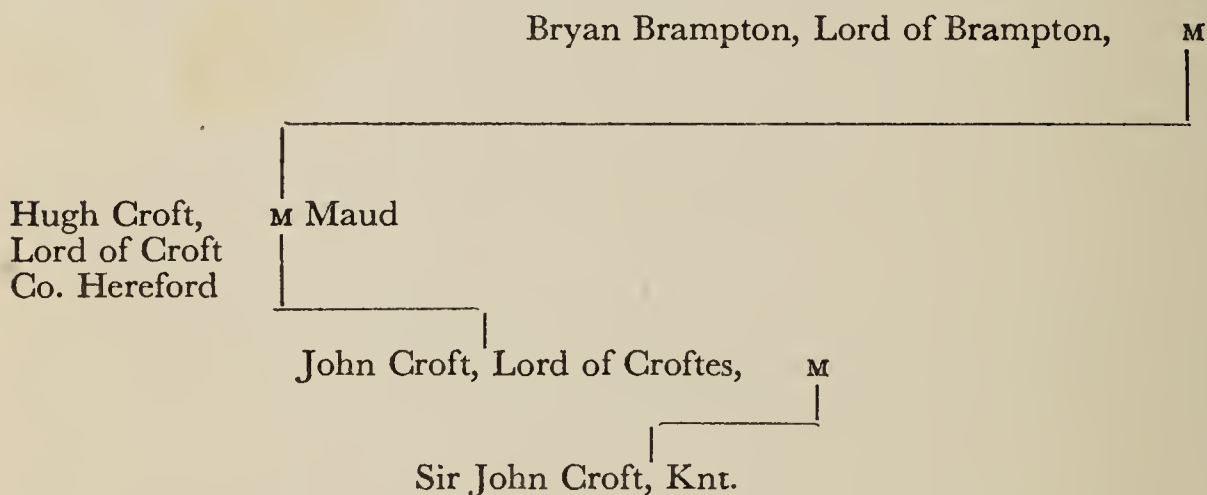 Bryan Brampton, Lord of Brampton, M
Hugh Croft, M Maud
Lord of Croft
Co. Hereford
John Croft, Lord of Croftes, M
Sir John Croft, Knt.